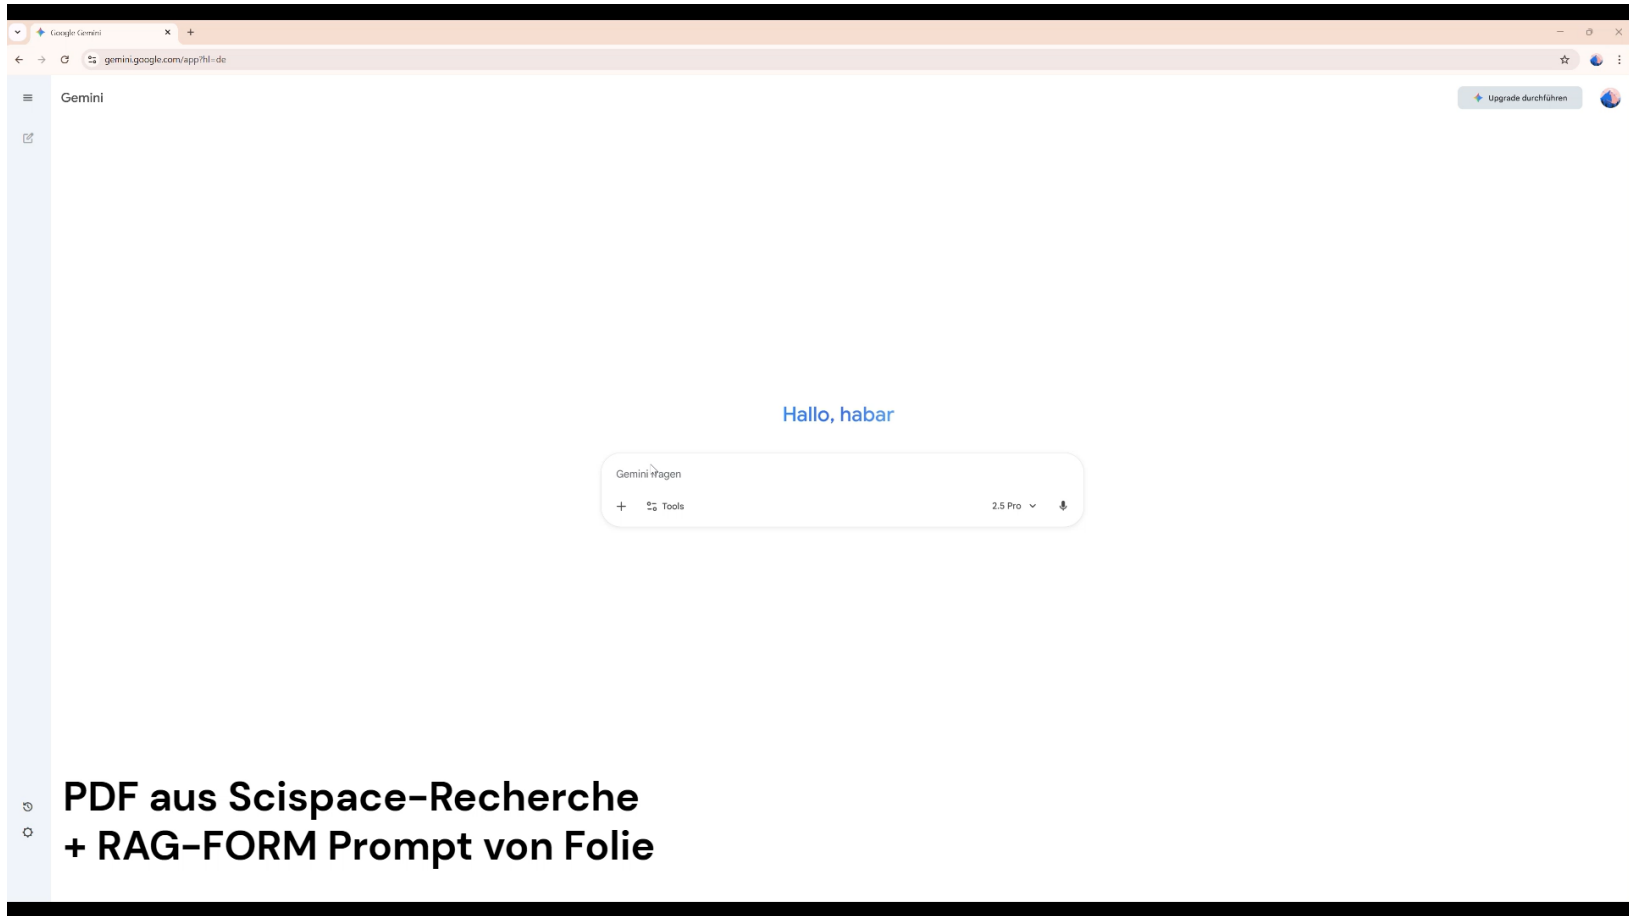 Google Gemini
gemini.google.com/app?hl=de
Gemini
Upgrade durchführen
Hallo, habar
Gemini fragen
Tools
2.5 Pro
PDF aus Scispace-Recherche
+ RAG-FORM Prompt von Folie